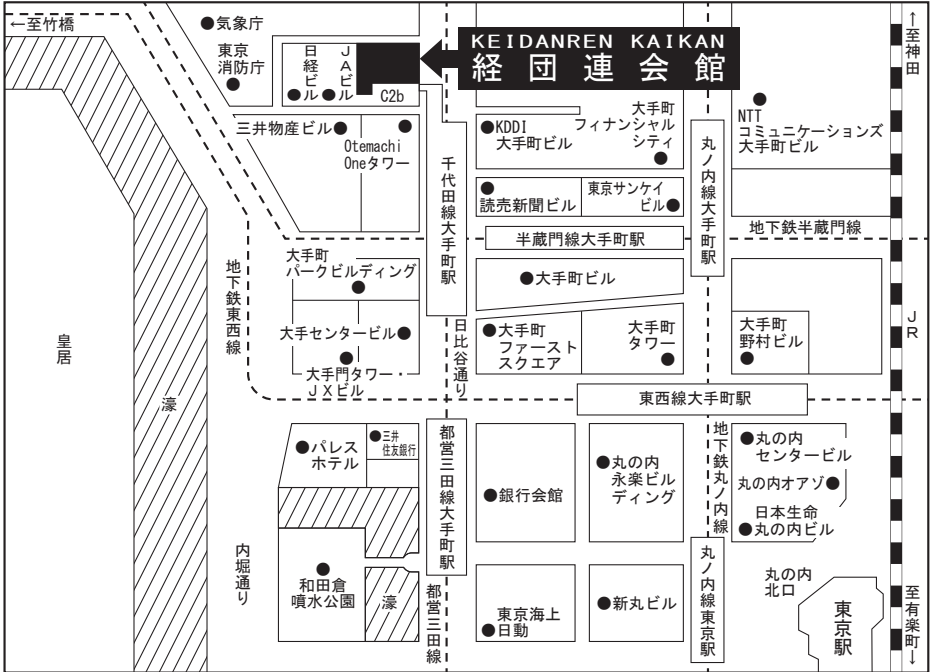 ←至竹橋
●気象庁
東京
消防庁
日経ビル
JAビル
C2b
KEIDANREN KAIKAN
経団連会館
↑至神田
三井物産ビル
Otemachi
Oneタワー
千代田線大手町駅
KDDI
大手町ビル
大手町
フィナンシャル
シティ
丸ノ内線大手町駅
NTT
コミュニケーションズ
大手町ビル
読売新聞ビル
東京サンケイ
ビル
地下鉄半蔵門線
半蔵門線大手町駅
地下鉄東西線
大手町
パークビルディング
大手町ビル
皇居
濠
大手センタービル
大手門タワー・
JXビル
日比谷通り
大手町
ファースト
スクエア
大手町
タワー
大手町
野村ビル
JR
東西線大手町駅
パレス
ホテル
三井
住友銀行
都営三田線大手町駅
銀行会館
丸の内
永楽ビル
ディング
地下鉄丸ノ内線
丸の内
センタービル
丸の内オアゾ
日本生命
丸の内ビル
内堀通り
和田倉
噴水公園
濠
都営三田線
東京海上
日動
新丸ビル
丸ノ内線東京駅
丸の内
北口
東京駅
至有楽町↓